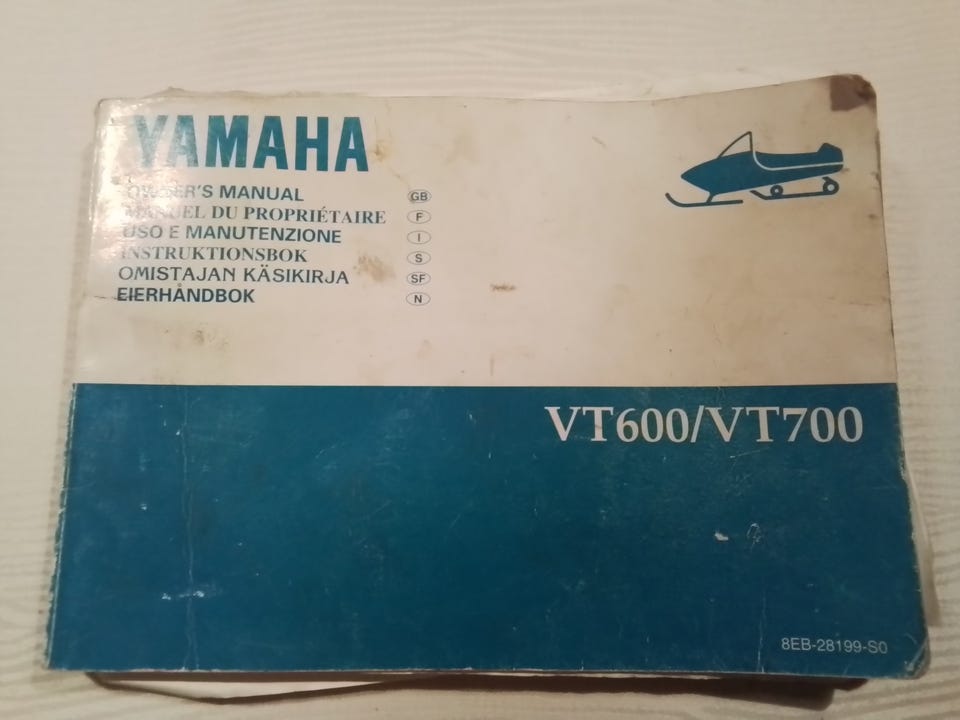 YAMAHA
OWNER'S MANUAL GB
MANUEL DU PROPRIÉTAIRE F
USO E MANUTENZIONE I
INSTRUKTIONSBOK S
OMISTAJAN KÄSIKIRJA SF
EIERHÅNDBOK N
VT600/VT700
8EB-28199-S0